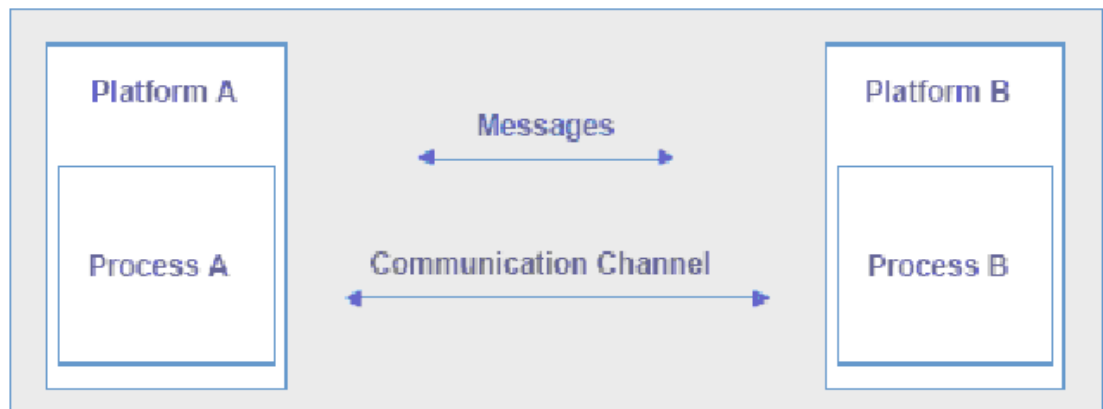 Platform A
Platform B
Messages
Process A
Communication Channel
Process B